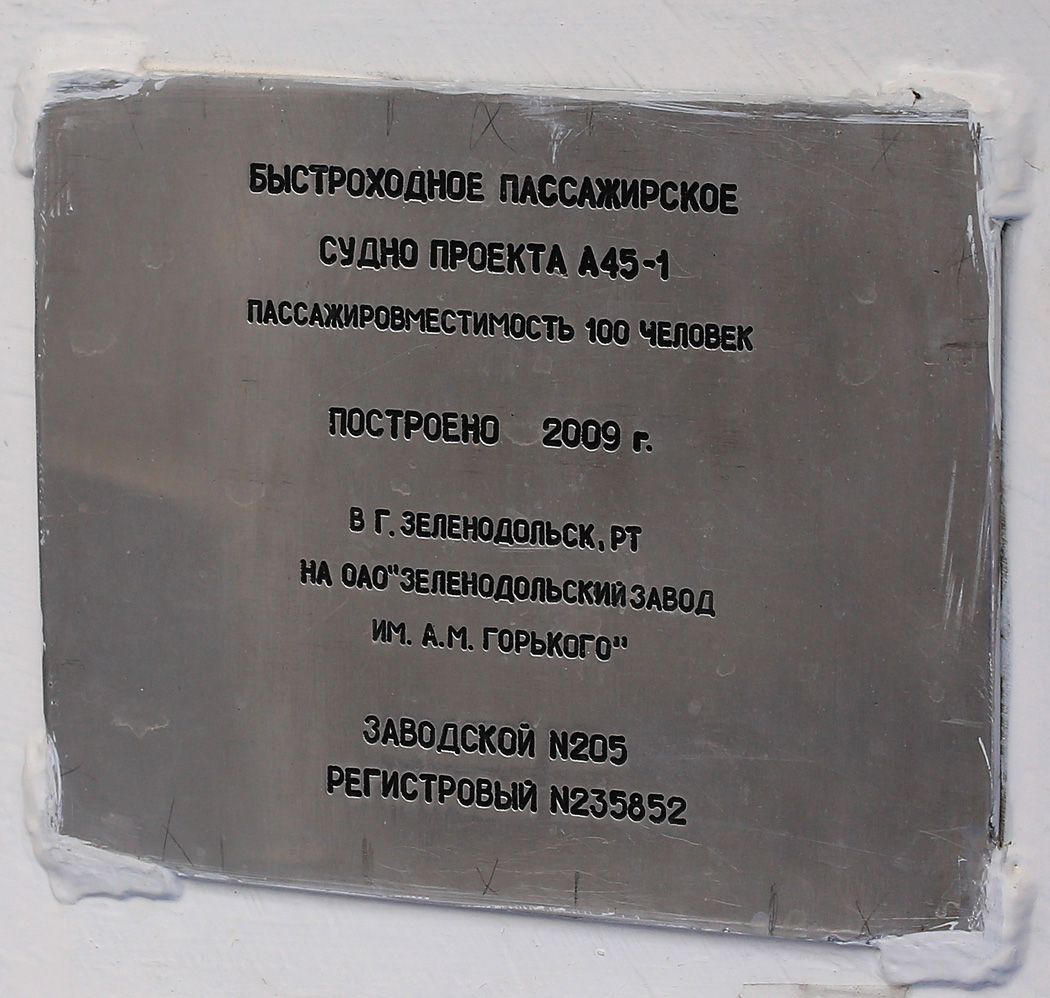 БЫСТРОХОДНОЕ ПАССАЖИРСКОЕ
СУДНО ПРОЕКТА А45-1
ПАССАЖИРОВМЕСТИМОСТЬ 100 ЧЕЛОВЕК
ПОСТРОЕНО 2009 г.
В Г. ЗЕЛЕНОДОЛЬСК, РТ
НА ОАО "ЗЕЛЕНОДОЛЬСКИЙ ЗАВОД
ИМ. А.М. ГОРЬКОГО"
ЗАВОДСКОЙ N205
РЕГИСТРОВЫЙ N235852